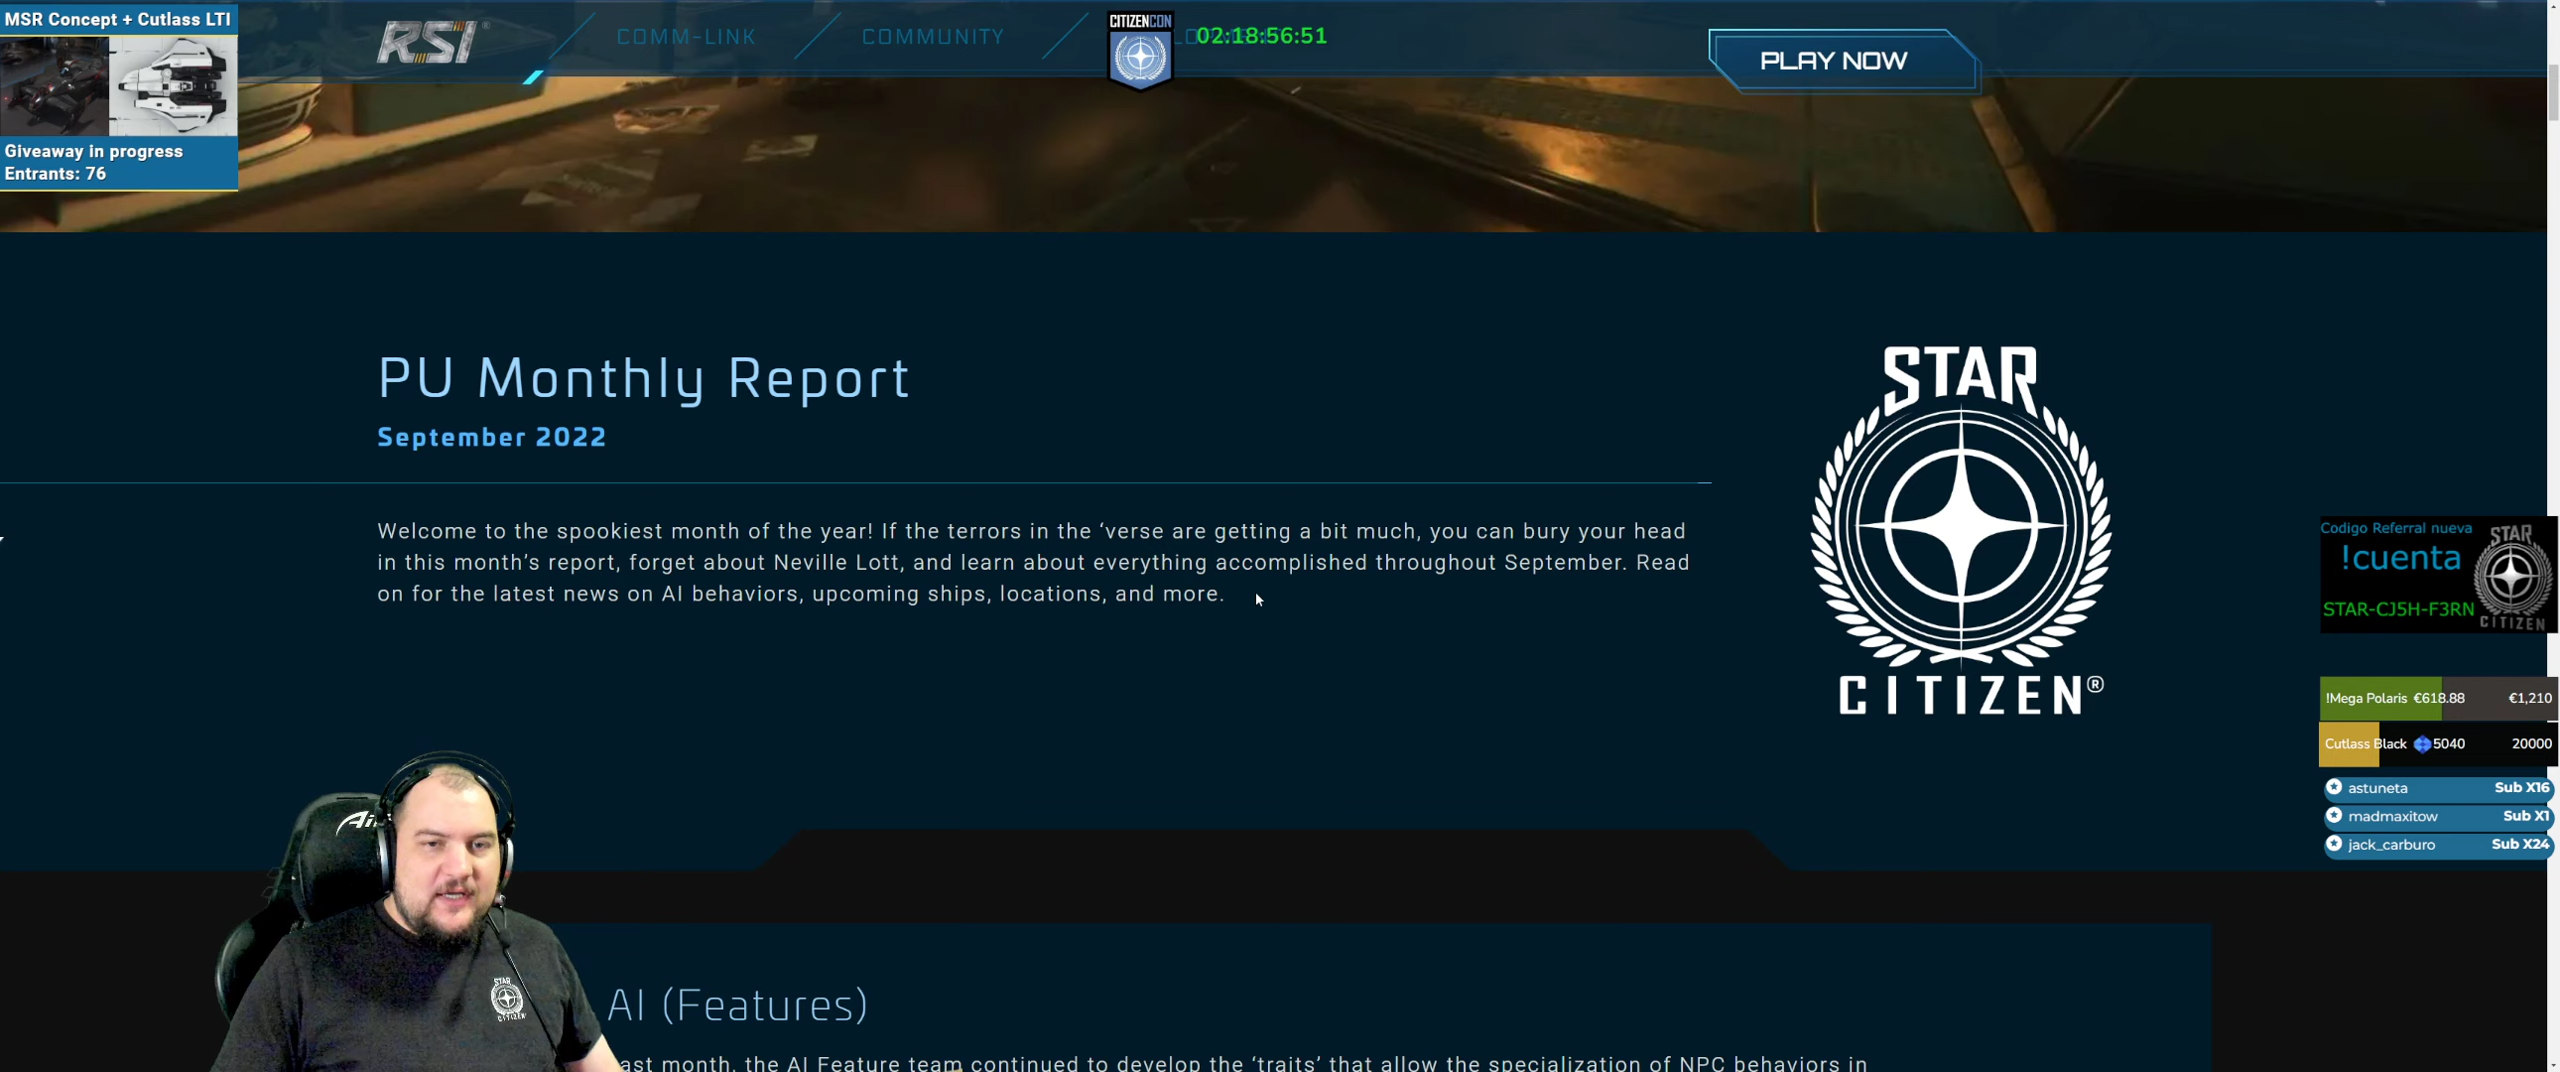 MSR Concept + Cutlass LTI
Giveaway in progress
Entrants: 76
RSI
COMM-LINK
COMMUNITY
CITIZENCON
02:18:56:51
PLAY NOW
PU Monthly Report
September 2022
Welcome to the spookiest month of the year! If the terrors in the ‘verse are getting a bit much, you can bury your head
in this month’s report, forget about Neville Lott, and learn about everything accomplished throughout September. Read
on for the latest news on AI behaviors, upcoming ships, locations, and more.
STAR
CITIZEN®
Codigo Referral nueva
!cuenta
STAR-CJ5H-F3RN
STAR
CITIZEN
!Mega Polaris €618.88 €1,210
Cutlass Black 5040 20000
astuneta Sub X16
madmaxitow Sub X1
jack_carburo Sub X24
STAR
CITIZEN
AI (Features)
month, the AI Feature team continued to develop the ‘traits’ that allow the specialization of NPC behaviors in